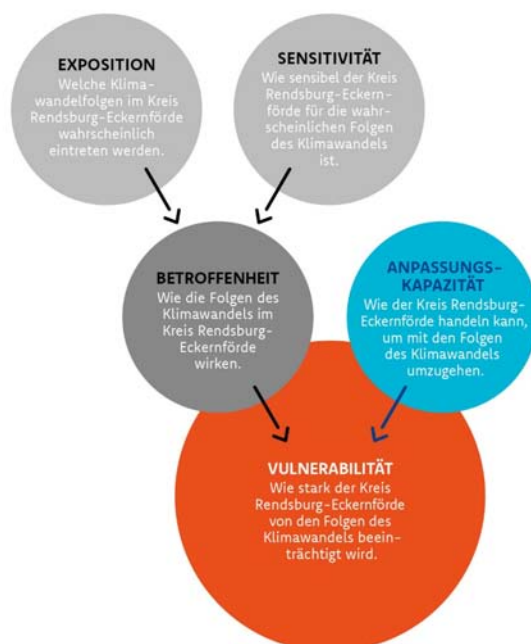 EXPOSITION
Welche Klima-
wandelfolgen im Kreis
Rendsburg-Eckernförde
wahrscheinlich
eintreten werden.
SENSITIVITÄT
Wie sensibel der Kreis
Rendsburg-Eckern-
förde für die wahr-
scheinlichen Folgen
des Klimawandels
ist.
BETROFFENHEIT
Wie die Folgen des
Klimawandels im
Kreis Rendsburg-
Eckernförde
wirken.
ANPASSUNGS-
KAPAZITÄT
Wie der Kreis Rendsburg-
Eckernförde handeln kann,
um mit den Folgen
des Klimawandels
umzugehen.
VULNERABILITÄT
Wie stark der Kreis
Rendsburg-Eckernförde
von den Folgen des
Klimawandels beein-
trächtigt wird.